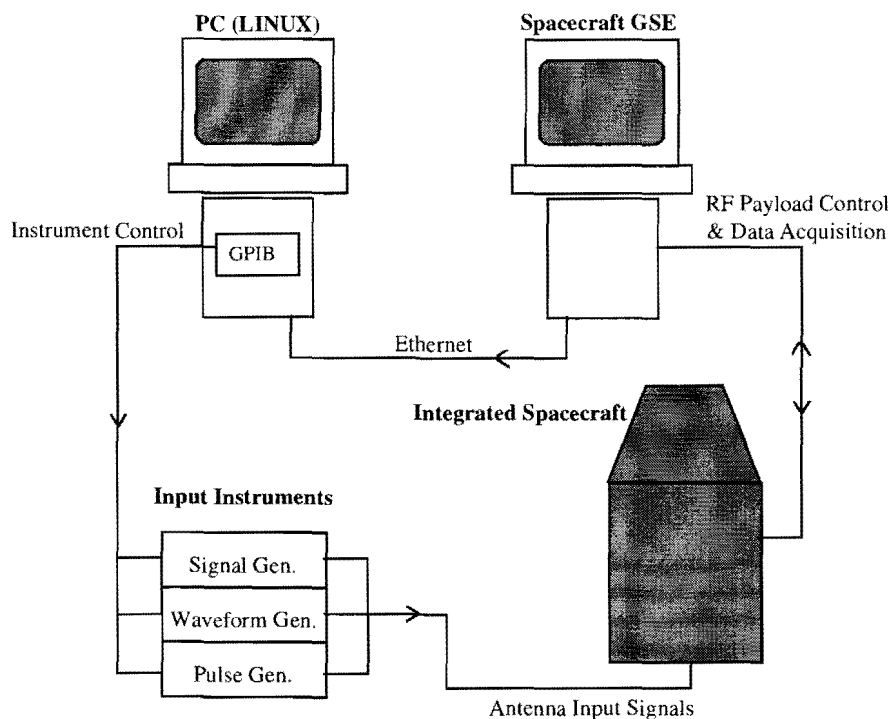 PC (LINUX)
Spacecraft GSE
Instrument Control
GPIB
RF Payload Control
& Data Acquisition
Ethernet
Integrated Spacecraft
Input Instruments
Signal Gen.
Waveform Gen.
Pulse Gen.
Antenna Input Signals